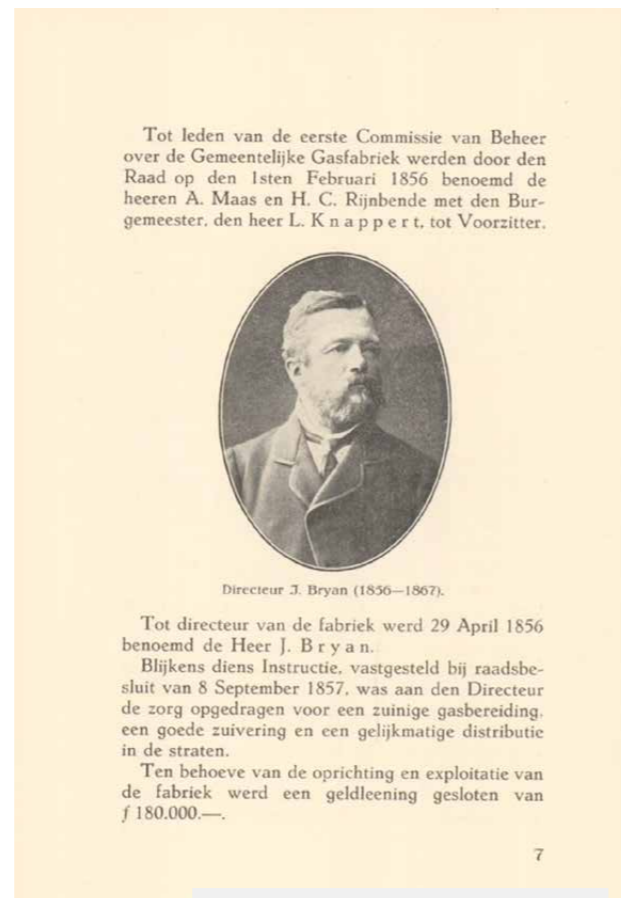 Tot leden van de eerste Commissie van Beheer
over de Gemeentelijke Gasfabriek werden door den
Raad op den 1sten Februari 1856 benoemd de
heeren A. Maas en H. C. Rijnbende met den Bur-
gemeester, den heer L. K n a p p e r t, tot Voorzitter.
Directeur J. Bryan (1856—1867).
Tot directeur van de fabriek werd 29 April 1856
benoemd de Heer J. B r y a n.
Blijkens diens Instructie, vastgesteld bij raadsbe-
sluit van 8 September 1857, was aan den Directeur
de zorg opgedragen voor een zuinige gasbereiding,
een goede zuivering en een gelijkmatige distributie
in de straten.
Ten behoeve van de oprichting en exploitatie van
de fabriek werd een geldleening gesloten van
f 180.000.—.
7